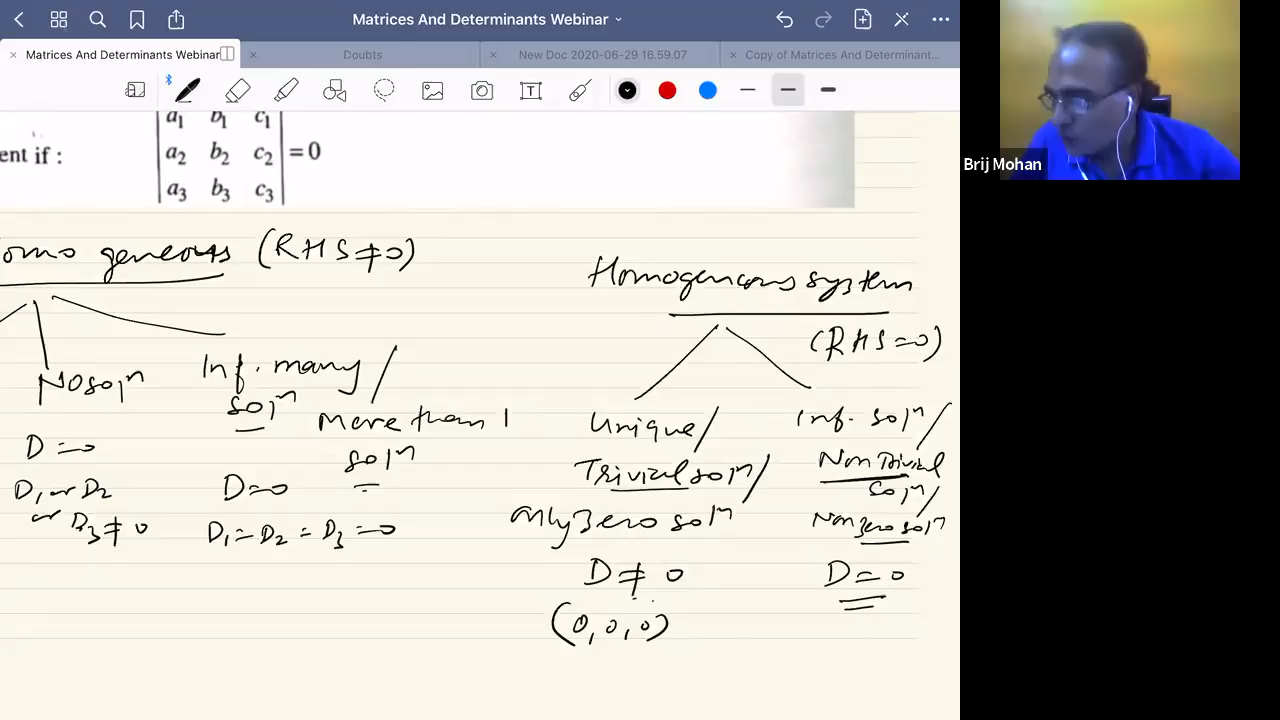 Matrices And Determinants Webinar
Matrices And Determinants Webinar
Doubts
New Doc 2020-06-29 16.59.07
Copy of Matrices And Determinant...
Brij Mohan
a1 b1 c1
ent if : a2 b2 c2 = 0
a3 b3 c3
omogeneous (RHS ≠ 0)
No solⁿ
D = 0
D1 or D2
or D3 ≠ 0
Inf. many /
solⁿ
More than 1
solⁿ
D = 0
D1 = D2 = D3 = 0
Homogeneous system
(RHS = 0)
Unique /
Trivial solⁿ /
only zero solⁿ
D ≠ 0
(0, 0, 0)
Inf. solⁿ /
Non Trivial
solⁿ /
Non zero solⁿ
D = 0